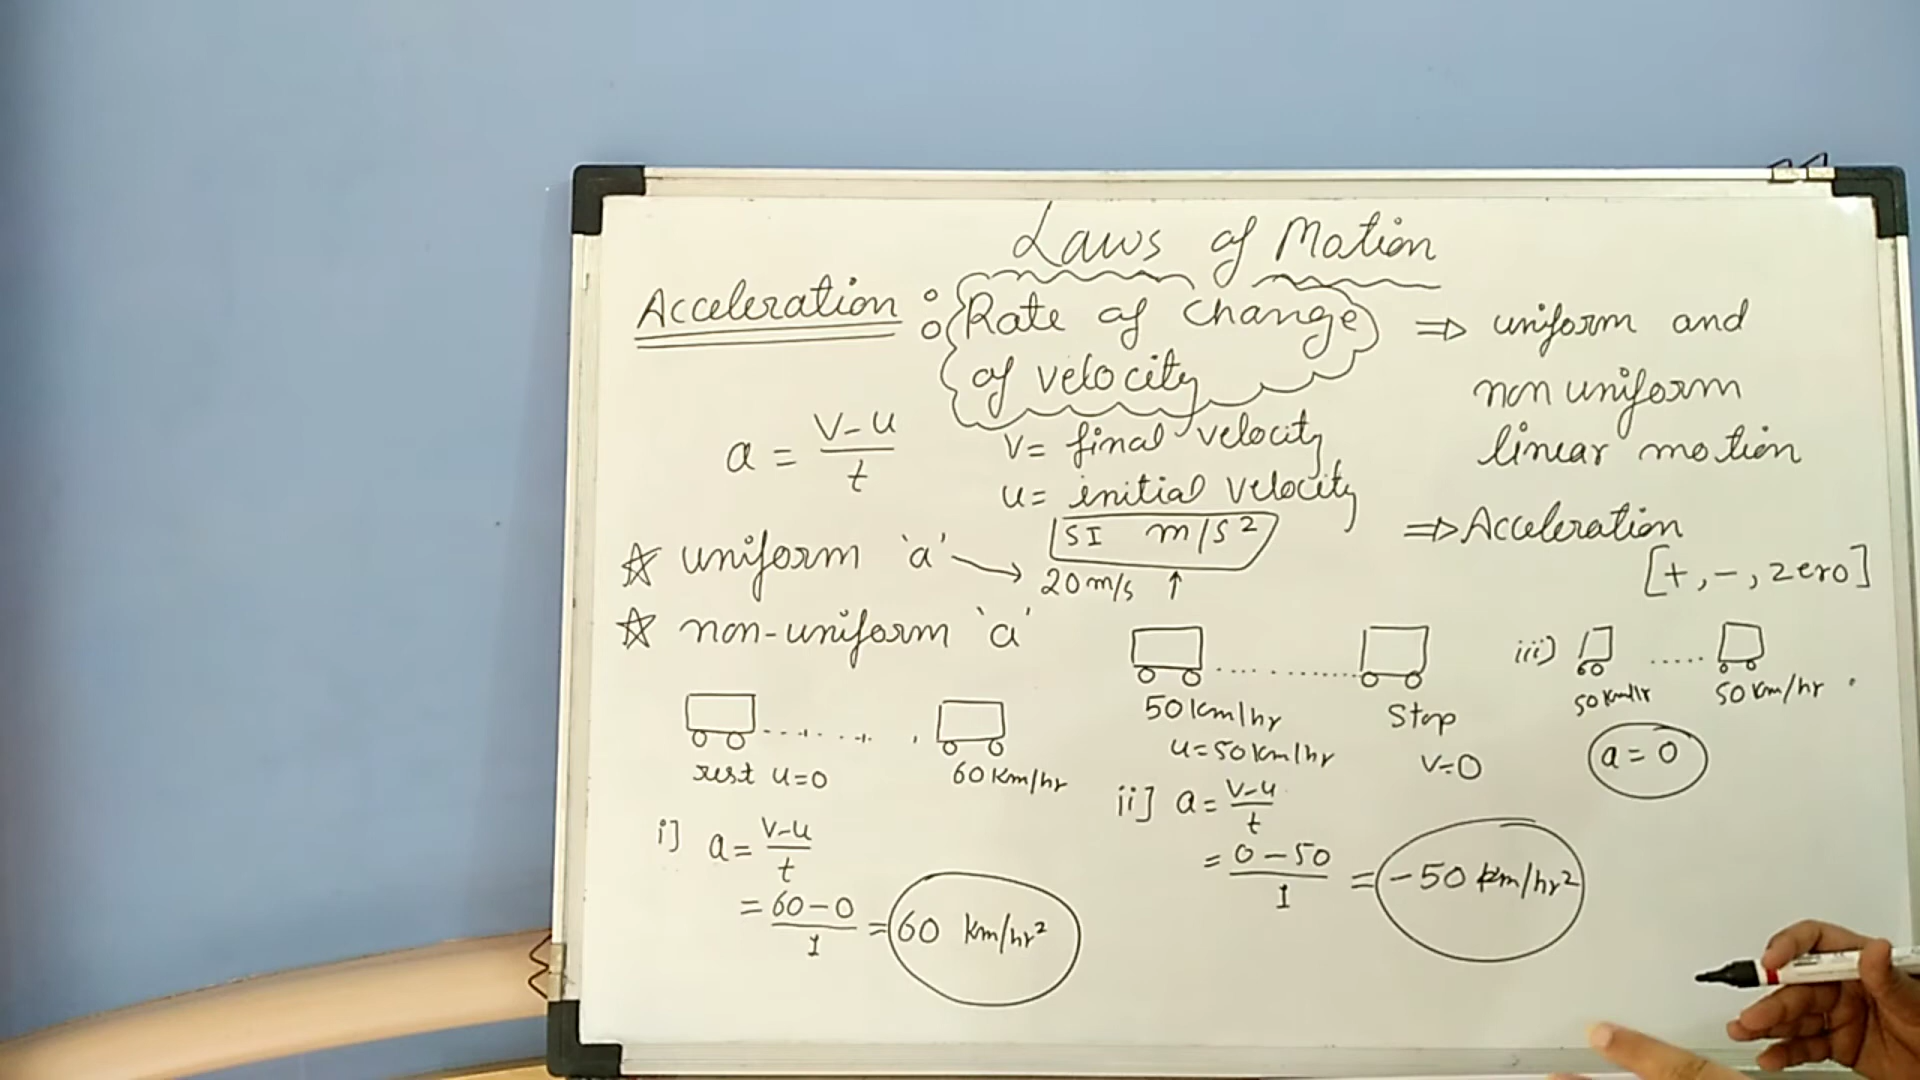 Laws of Motion
Acceleration : Rate of change
of velocity
a = v-u/t
v= final velocity
u= initial velocity
SI m/s²
☆ uniform 'a' → 20 m/s ↑
☆ non-uniform 'a'
⇒ uniform and
non uniform
linear motion
⇒ Acceleration
[+, -, zero]
rest u=0
60 km/hr
i] a = v-u/t
= 60-0/1 = 60 km/hr²
50 km/hr
u=50 km/hr
Stop
v=0
ii] a = v-u/t
= 0-50/1 = -50 km/hr²
iii)
50 km/hr
50 km/hr
a = 0